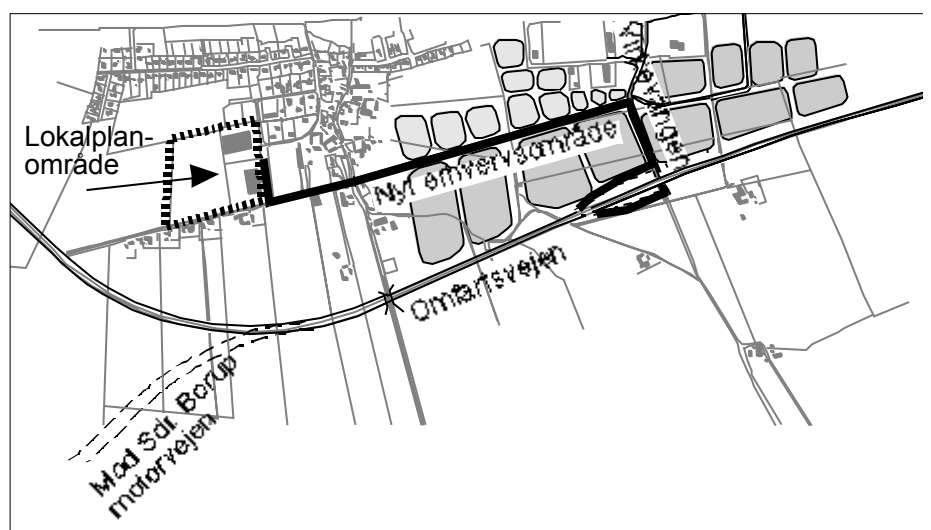 Lokalplan-
område
Nyt erhvervsområde
Omfartsvejen
Mod Sdr. Borup
motorvejen